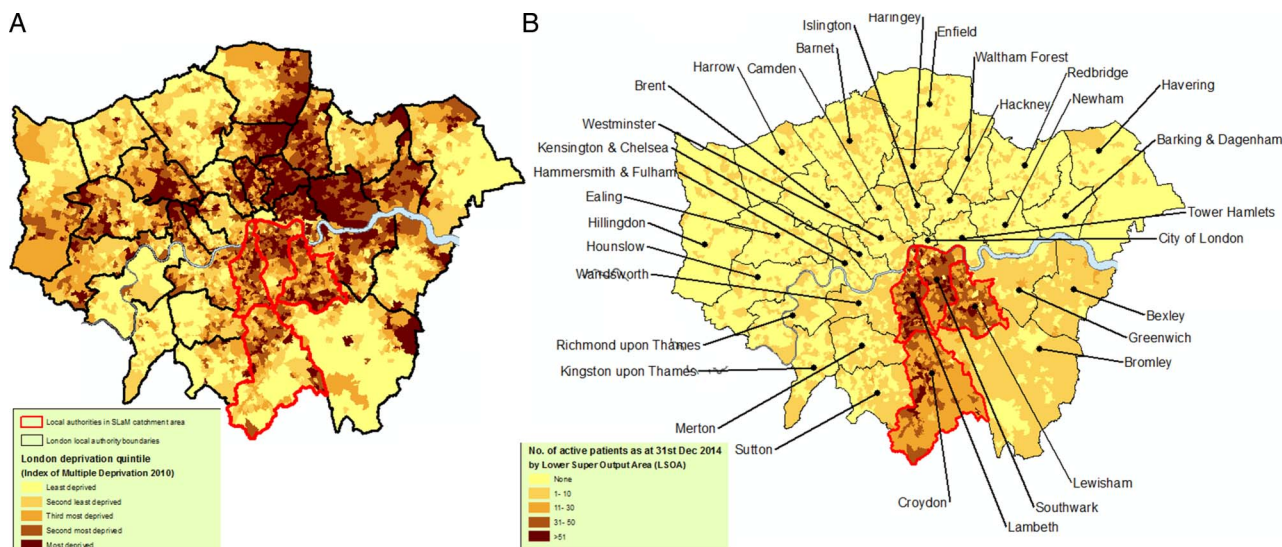 A
Local authorities in SLaM catchment area
London local authority boundaries
London deprivation quintile
(Index of Multiple Deprivation 2010)
Least deprived
Second least deprived
Third most deprived
Second most deprived
Most deprived
B
Haringey
Islington
Enfield
Barnet
Waltham Forest
Harrow
Camden
Redbridge
Brent
Hackney
Newham
Havering
Westminster
Kensington & Chelsea
Barking & Dagenham
Hammersmith & Fulham
Ealing
Tower Hamlets
Hillingdon
City of London
Hounslow
Wandsworth
Bexley
Richmond upon Thames
Greenwich
Kingston upon Thames
Bromley
Merton
Sutton
Lewisham
Croydon
Southwark
Lambeth
No. of active patients as at 31st Dec 2014
by Lower Super Output Area (LSOA)
None
1- 10
11- 30
31- 50
>51